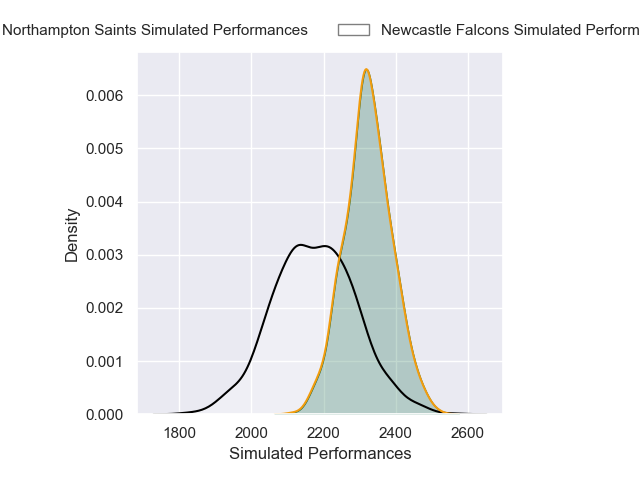 Northampton Saints Simulated Performances Newcastle Falcons Simulated Perform
0.006
0.005
0.004
0.003
0.002
0.001
0.000
Density
1800 2000 2200 2400 2600
Simulated Performances